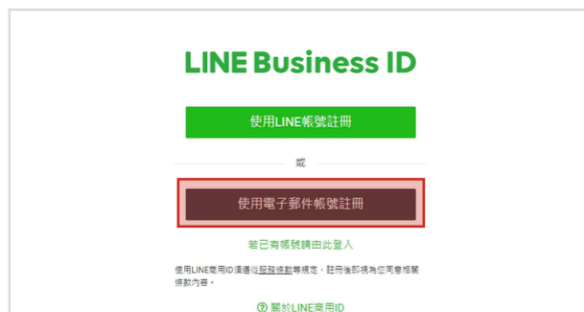 LINE Business ID
使用LINE帳號註冊
或
使用電子郵件帳號註冊
若已有帳號請由此登入
使用LINE商用ID須遵從服務條款等規定，註冊後即視為您同意相關
條款內容。
關於LINE商用ID